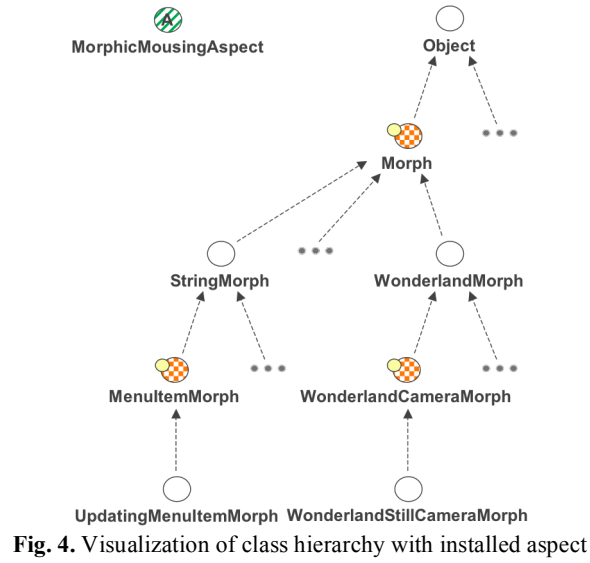 A
MorphicMousingAspect
Object
Morph
StringMorph
WonderlandMorph
MenuItemMorph
WonderlandCameraMorph
UpdatingMenuItemMorph
WonderlandStillCameraMorph
Fig. 4. Visualization of class hierarchy with installed aspect